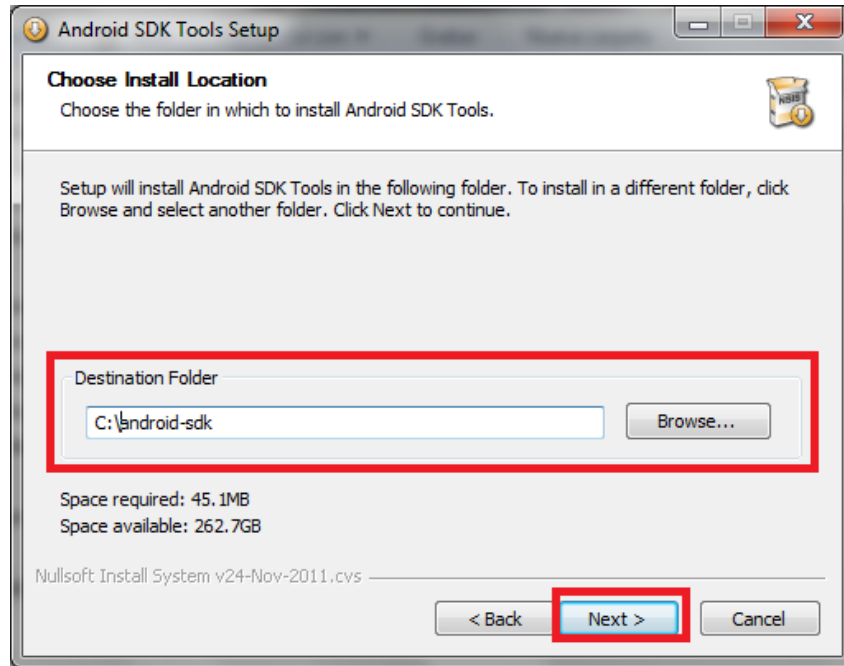 Android SDK Tools Setup
Choose Install Location
Choose the folder in which to install Android SDK Tools.
NSIS
Setup will install Android SDK Tools in the following folder. To install in a different folder, click
Browse and select another folder. Click Next to continue.
Destination Folder
C:\android-sdk
Browse...
Space required: 45.1MB
Space available: 262.7GB
Nullsoft Install System v24-Nov-2011.cvs
< Back
Next >
Cancel